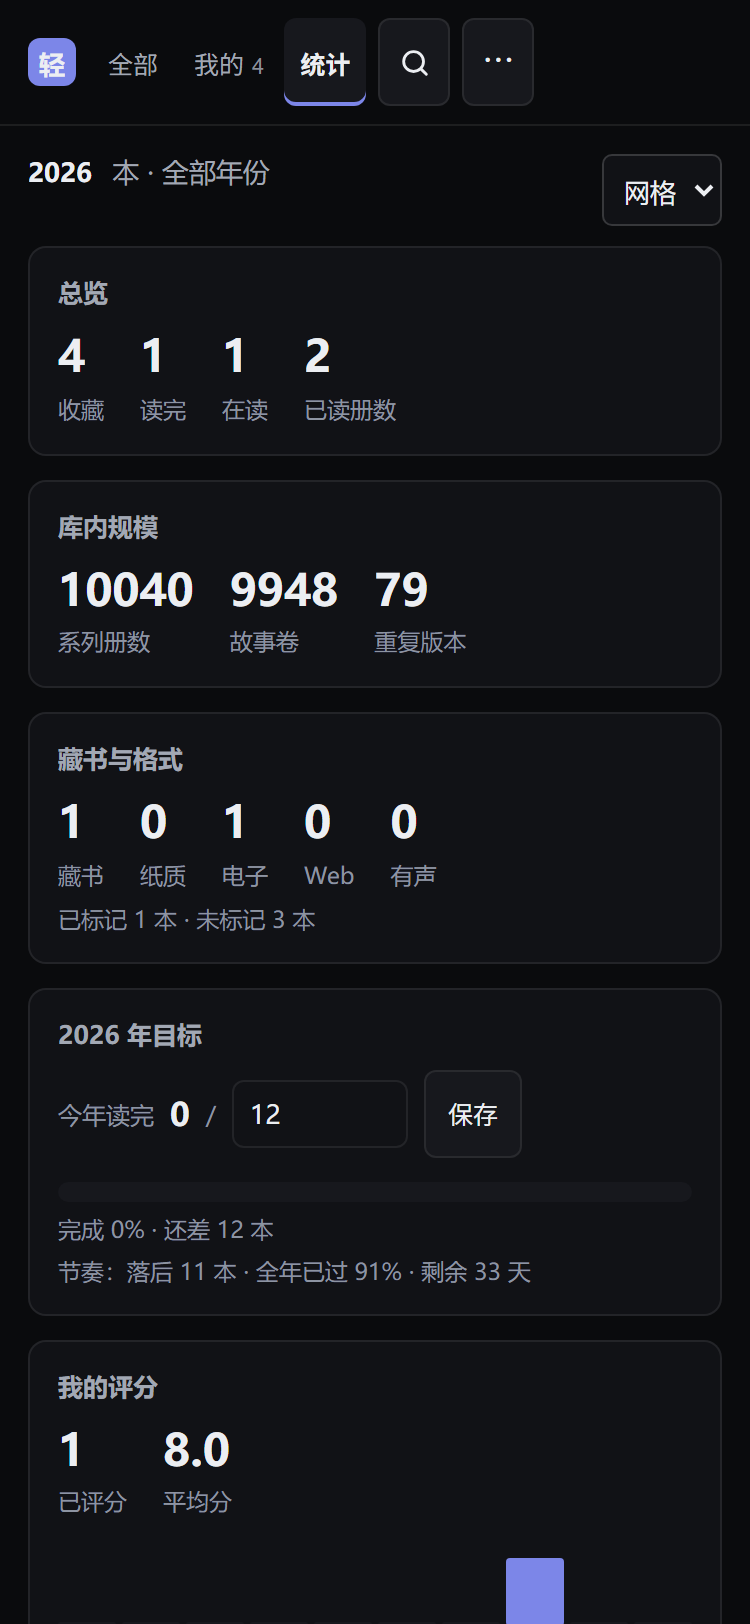 轻 全部 我的 4 统计 ···
2026 本 · 全部年份 网格
总览
4 1 1 2
收藏 读完 在读 已读册数
库内规模
10040 9948 79
系列册数 故事卷 重复版本
藏书与格式
1 0 1 0 0
藏书 纸质 电子 Web 有声
已标记 1 本 · 未标记 3 本
2026 年目标
今年读完 0 / 12 保存
完成 0% · 还差 12 本
节奏：落后 11 本 · 全年已过 91% · 剩余 33 天
我的评分
1 8.0
已评分 平均分